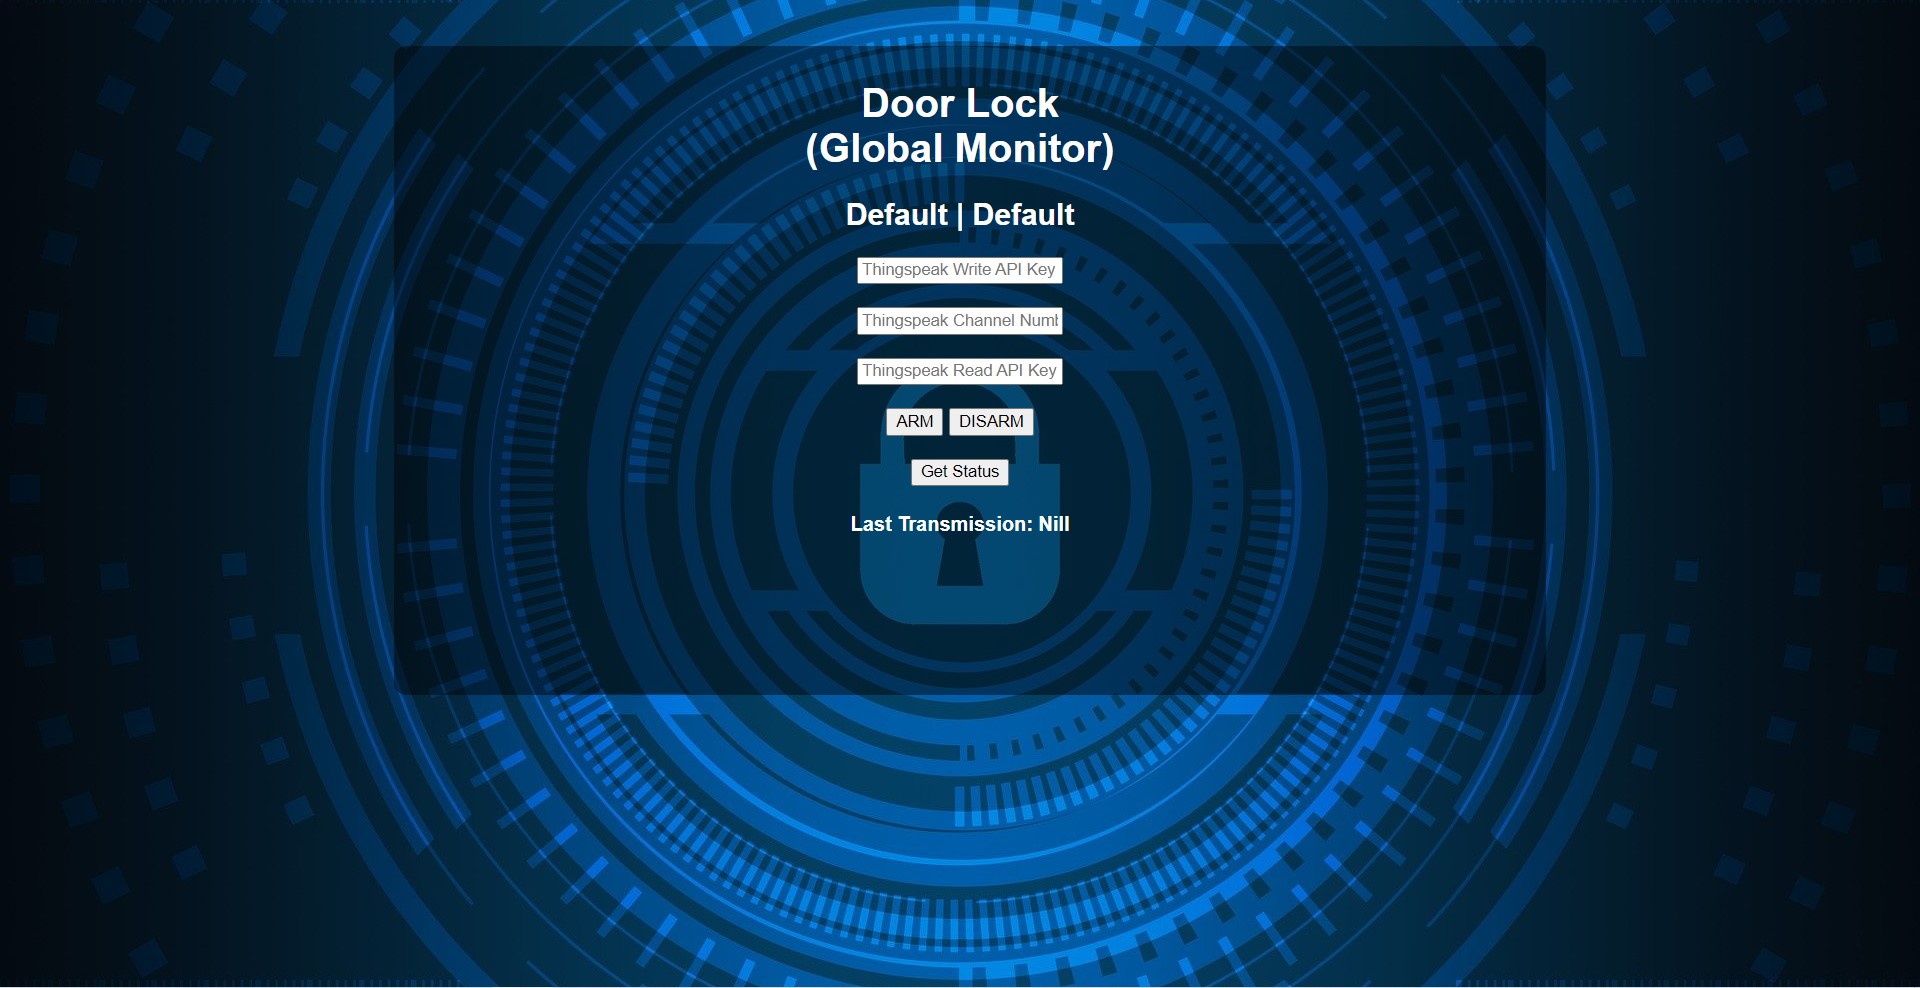 Door Lock
(Global Monitor)
Default | Default
Thingspeak Write API Key
Thingspeak Channel Numb
Thingspeak Read API Key
ARM DISARM
Get Status
Last Transmission: Nill